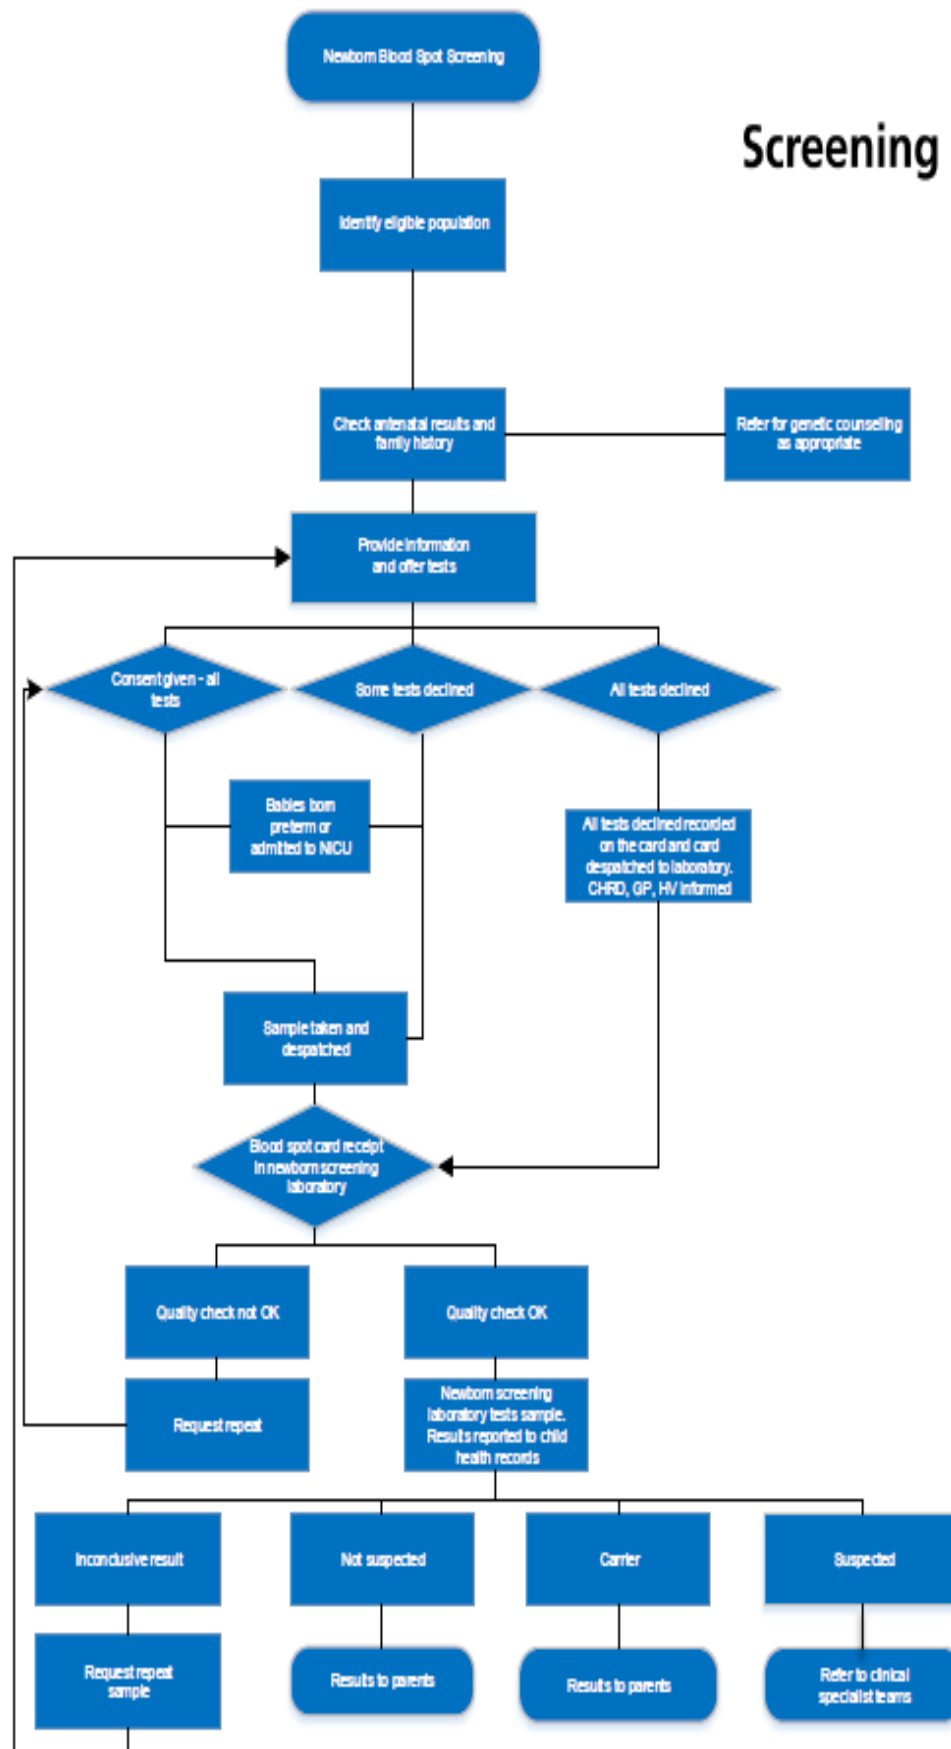 Newborn Blood Spot Screening
Screening
Identify eligible population
Check antenatal results and
family history
Refer for genetic counselling
as appropriate
Provide information
and offer tests
Consent given - all
tests
Some tests declined
All tests declined
Babies born
preterm or
admitted to NICU
All tests declined recorded
on the card and card
despatched to laboratory.
CHRD, GP, HV informed
Sample taken and
despatched
Blood spot card receipt
in newborn screening
laboratory
Quality check not OK
Quality check OK
Request repeat
Newborn screening
laboratory tests sample.
Results reported to child
health records
Inconclusive result
Not suspected
Carrier
Suspected
Request repeat
sample
Results to parents
Results to parents
Refer to clinical
specialist teams